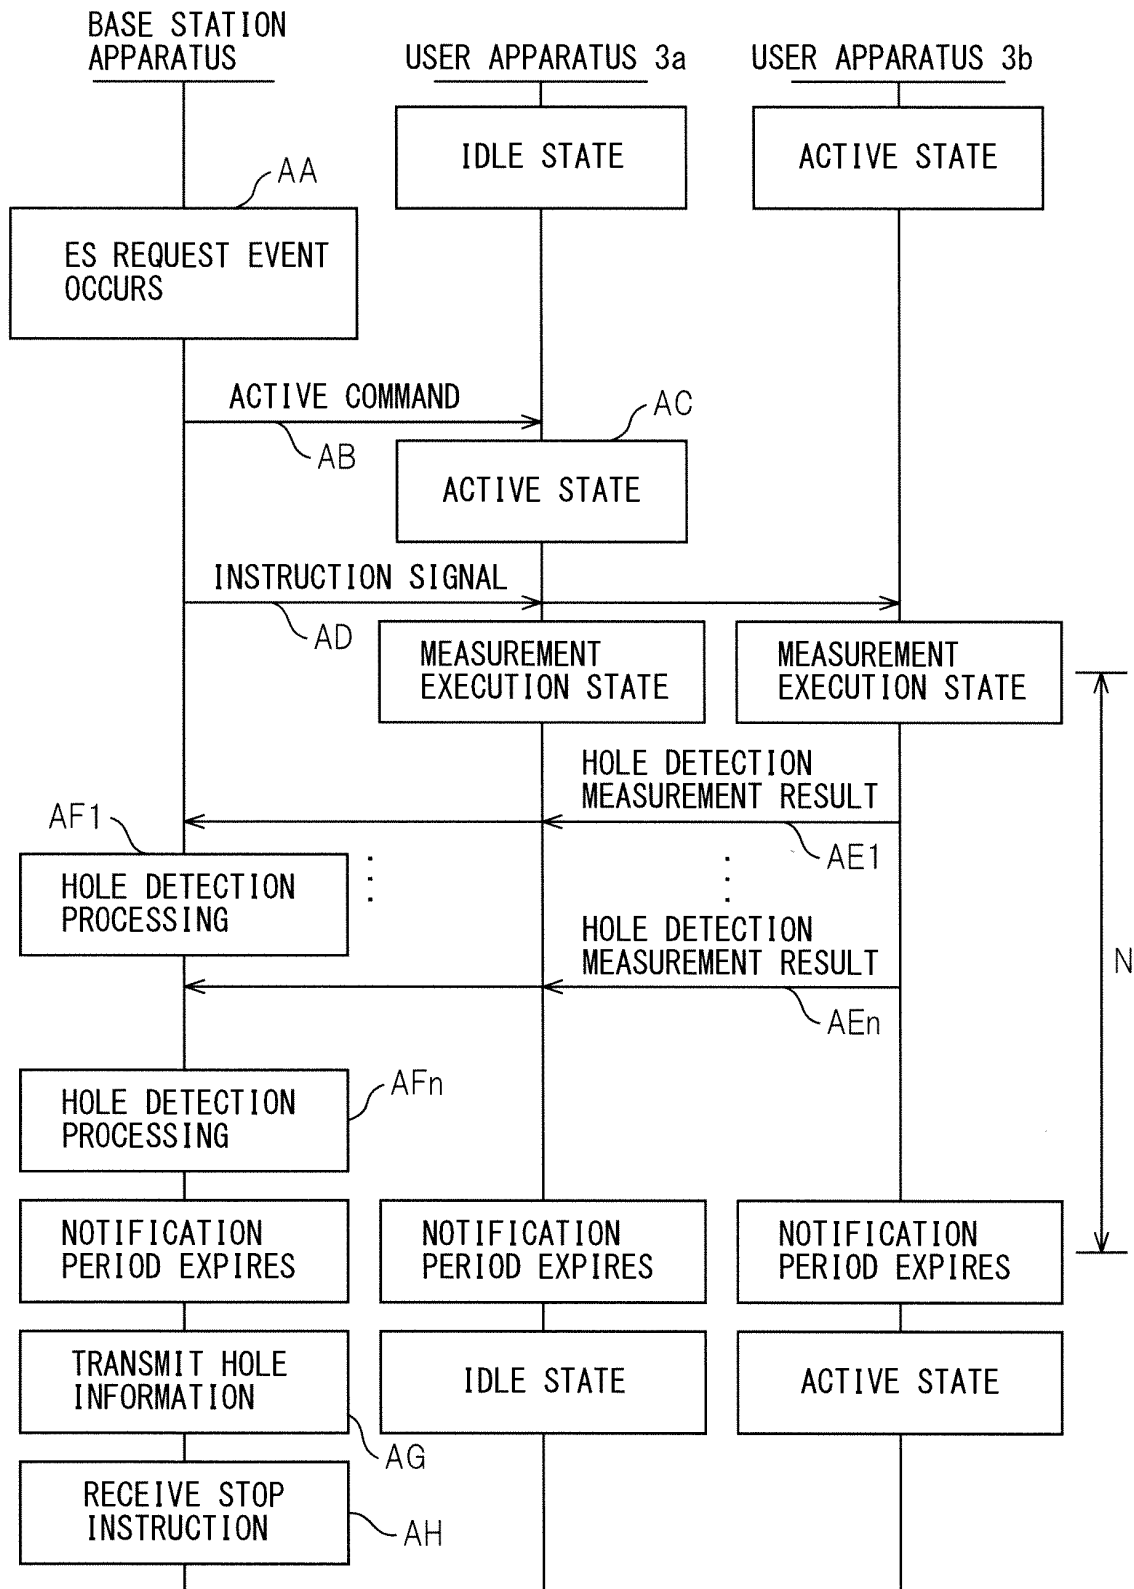 BASE STATION
APPARATUS
USER APPARATUS 3a
USER APPARATUS 3b
IDLE STATE
ACTIVE STATE
AA
ES REQUEST EVENT
OCCURS
ACTIVE COMMAND
AB
AC
ACTIVE STATE
INSTRUCTION SIGNAL
AD
MEASUREMENT
EXECUTION STATE
MEASUREMENT
EXECUTION STATE
HOLE DETECTION
MEASUREMENT RESULT
AE1
AF1
HOLE DETECTION
PROCESSING
HOLE DETECTION
MEASUREMENT RESULT
AEn
N
AFn
HOLE DETECTION
PROCESSING
NOTIFICATION
PERIOD EXPIRES
NOTIFICATION
PERIOD EXPIRES
NOTIFICATION
PERIOD EXPIRES
TRANSMIT HOLE
INFORMATION
AG
IDLE STATE
ACTIVE STATE
RECEIVE STOP
INSTRUCTION
AH